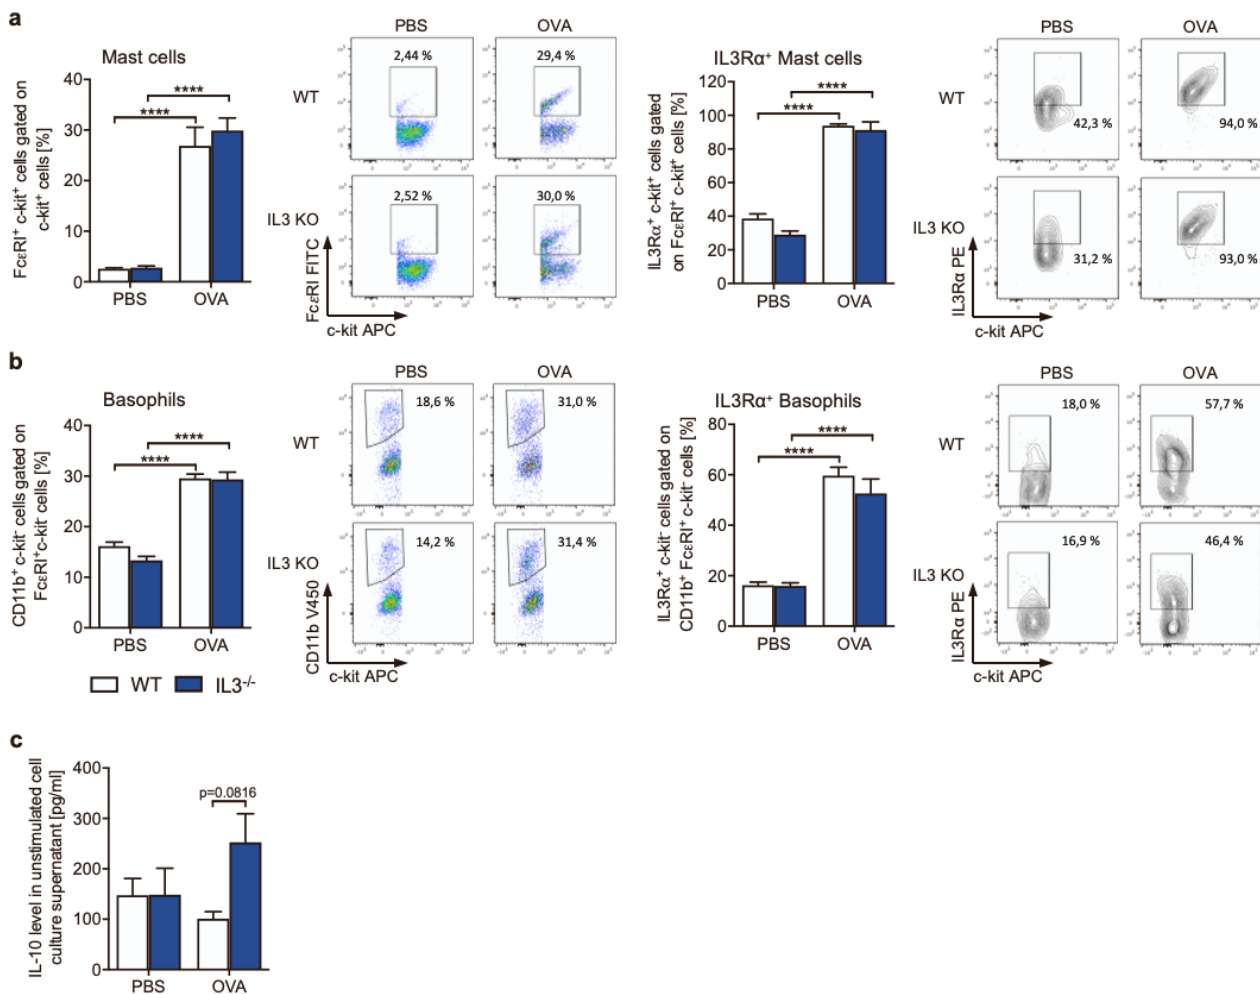 a
Mast cells
FcεRI⁺ c-kit⁺ cells gated on
c-kit⁺ cells [%]
40
30
20
10
0
****
****
PBS
OVA
PBS
OVA
WT
2,44 %
29,4 %
IL3 KO
2,52 %
30,0 %
FcεRI FITC
c-kit APC
IL3Rα⁺ Mast cells
IL3Rα⁺ c-kit⁺ cells gated
on FcεRI⁺ c-kit⁺ cells [%]
120
100
80
60
40
20
0
****
****
PBS
OVA
PBS
OVA
WT
42,3 %
94,0 %
IL3 KO
31,2 %
93,0 %
IL3Rα PE
c-kit APC
b
Basophils
CD11b⁺ c-kit⁻ cells gated on
FcεRI⁺c-kit⁻ cells [%]
40
30
20
10
0
****
****
PBS
OVA
WT
IL3⁻/⁻
PBS
OVA
WT
18,6 %
31,0 %
IL3 KO
14,2 %
31,4 %
CD11b V450
c-kit APC
IL3Rα⁺ Basophils
IL3Rα⁺ c-kit⁻ cells gated on
CD11b⁺ FcεRI⁺ c-kit⁻ cells [%]
80
60
40
20
0
****
****
PBS
OVA
PBS
OVA
WT
18,0 %
57,7 %
IL3 KO
16,9 %
46,4 %
IL3Rα PE
c-kit APC
c
IL-10 level in unstimulated cell
culture supernatant [pg/ml]
400
300
200
100
0
p=0.0816
PBS
OVA